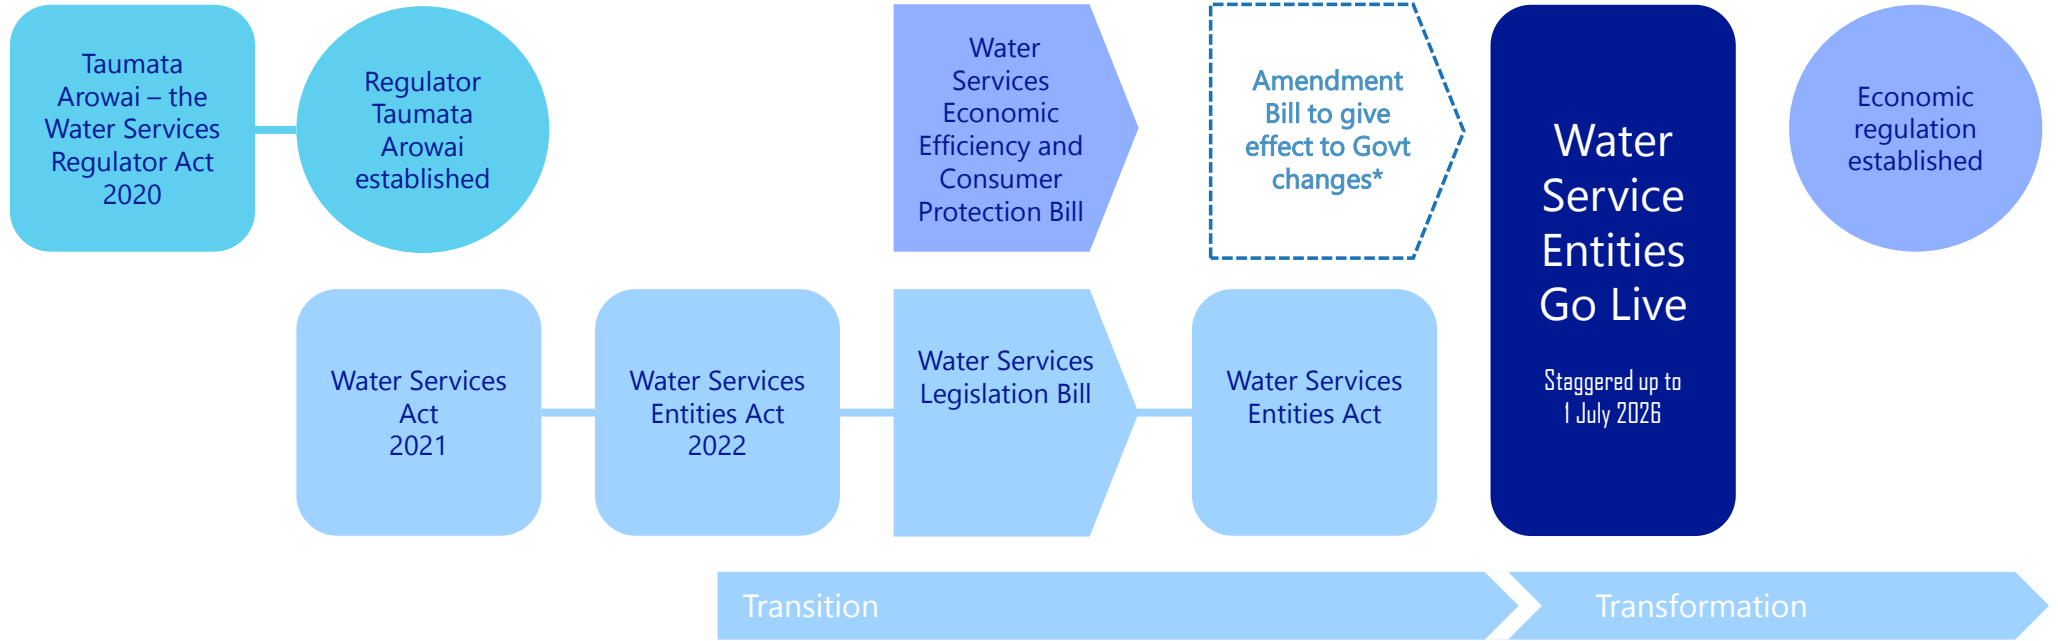 Taumata
Arowai – the
Water Services
Regulator Act
2020
Regulator
Taumata
Arowai
established
Water
Services
Economic
Efficiency and
Consumer
Protection Bill
Amendment
Bill to give
effect to Govt
changes*
Water
Service
Entities
Go Live
Staggered up to
1 July 2026
Economic
regulation
established
Water Services
Act
2021
Water Services
Entities Act
2022
Water Services
Legislation Bill
Water Services
Entities Act
Transition
Transformation